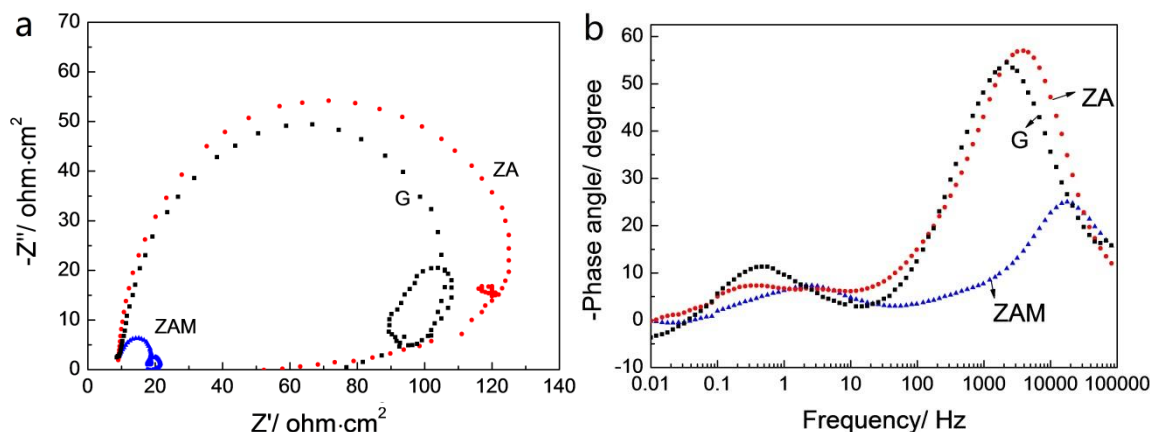 a
70
60
50
40
30
20
10
0
-Z''/ ohm·cm²
ZA
G
ZAM
0 20 40 60 80 100 120 140
Z'/ ohm·cm²
b
60
50
40
30
20
10
0
-10
-Phase angle/ degree
ZA
G
ZAM
0.01 0.1 1 10 100 1000 10000 100000
Frequency/ Hz